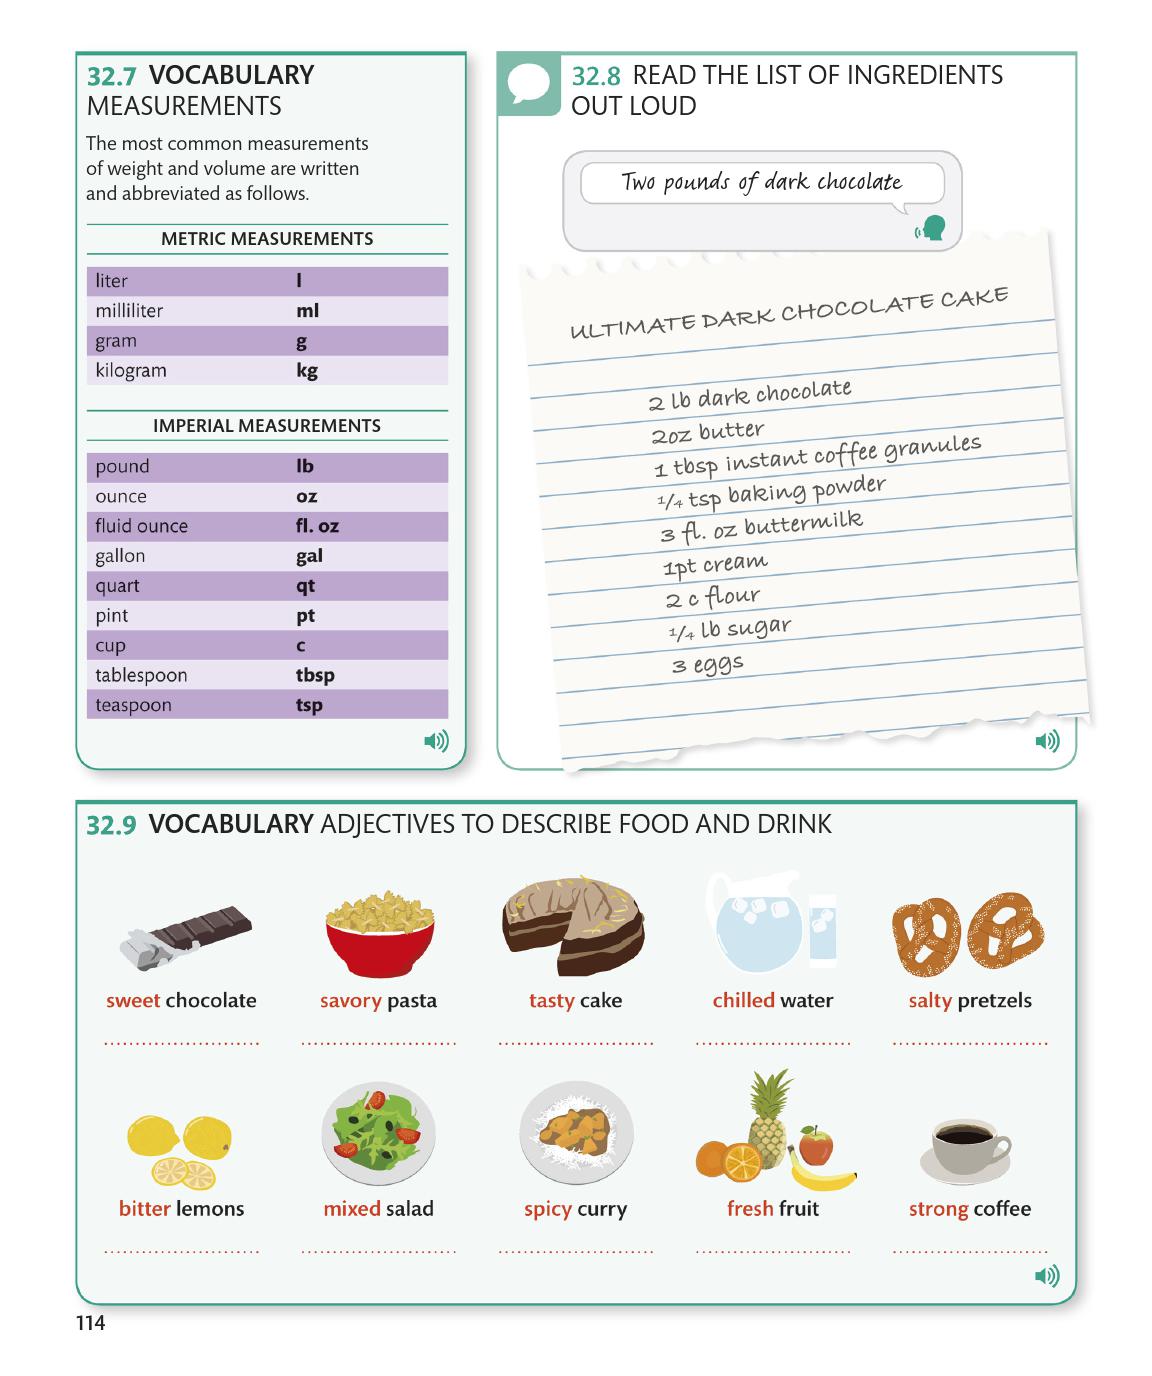 32.7 VOCABULARY
MEASUREMENTS
The most common measurements
of weight and volume are written
and abbreviated as follows.
METRIC MEASUREMENTS
liter l
milliliter ml
gram g
kilogram kg
IMPERIAL MEASUREMENTS
pound lb
ounce oz
fluid ounce fl. oz
gallon gal
quart qt
pint pt
cup c
tablespoon tbsp
teaspoon tsp
32.8 READ THE LIST OF INGREDIENTS
OUT LOUD
Two pounds of dark chocolate
ULTIMATE DARK CHOCOLATE CAKE
2 lb dark chocolate
2oz butter
1 tbsp instant coffee granules
1/4 tsp baking powder
3 fl. oz buttermilk
1pt cream
2 c flour
1/4 lb sugar
3 eggs
32.9 VOCABULARY ADJECTIVES TO DESCRIBE FOOD AND DRINK
sweet chocolate savory pasta tasty cake chilled water salty pretzels
bitter lemons mixed salad spicy curry fresh fruit strong coffee
114